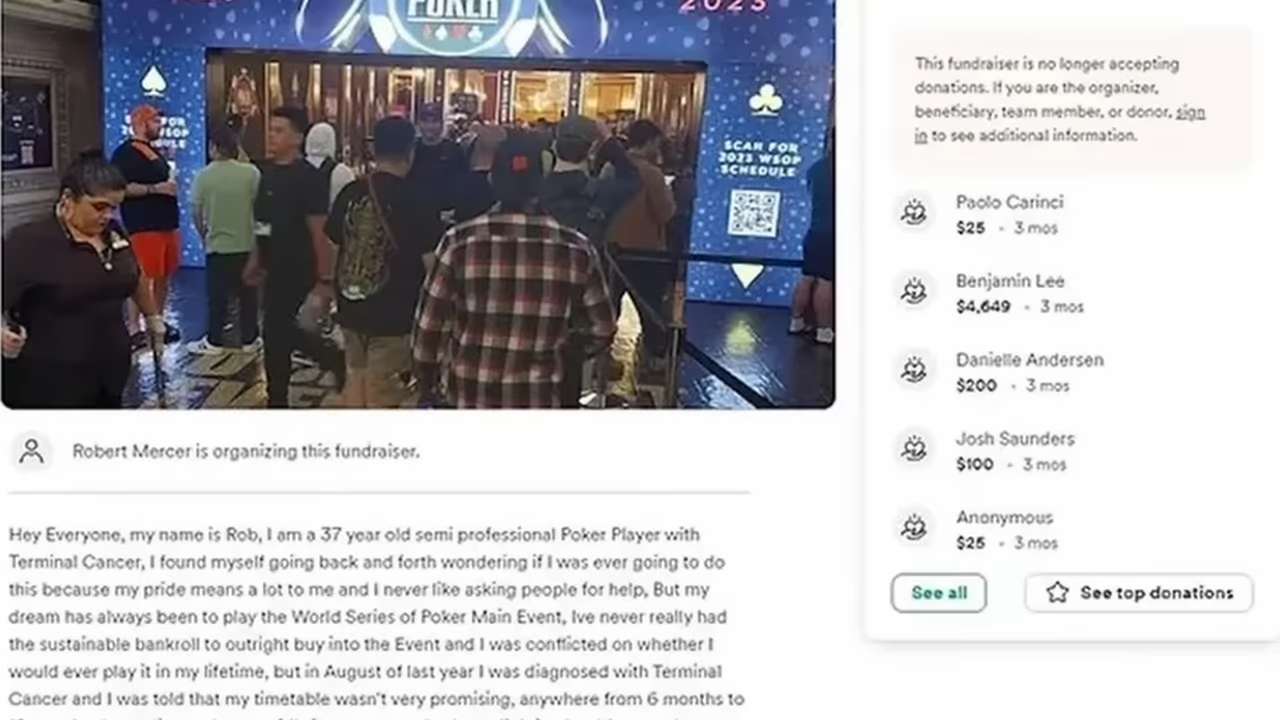 POKER
2023
SCAN FOR
2023 WSOP
SCHEDULE
SCAN FOR
2023 WSOP
SCHEDULE
Robert Mercer is organizing this fundraiser.
Hey Everyone, my name is Rob, I am a 37 year old semi professional Poker Player with
Terminal Cancer, I found myself going back and forth wondering if I was ever going to do
this because my pride means a lot to me and I never like asking people for help, But my
dream has always been to play the World Series of Poker Main Event, Ive never really had
the sustainable bankroll to outright buy into the Event and I was conflicted on whether I
would ever play it in my lifetime, but in August of last year I was diagnosed with Terminal
Cancer and I was told that my timetable wasn't very promising, anywhere from 6 months to
This fundraiser is no longer accepting
donations. If you are the organizer,
beneficiary, team member, or donor, sign
in to see additional information.
Paolo Carinci
$25 • 3 mos
Benjamin Lee
$4,649 • 3 mos
Danielle Andersen
$200 • 3 mos
Josh Saunders
$100 • 3 mos
Anonymous
$25 • 3 mos
See all
See top donations